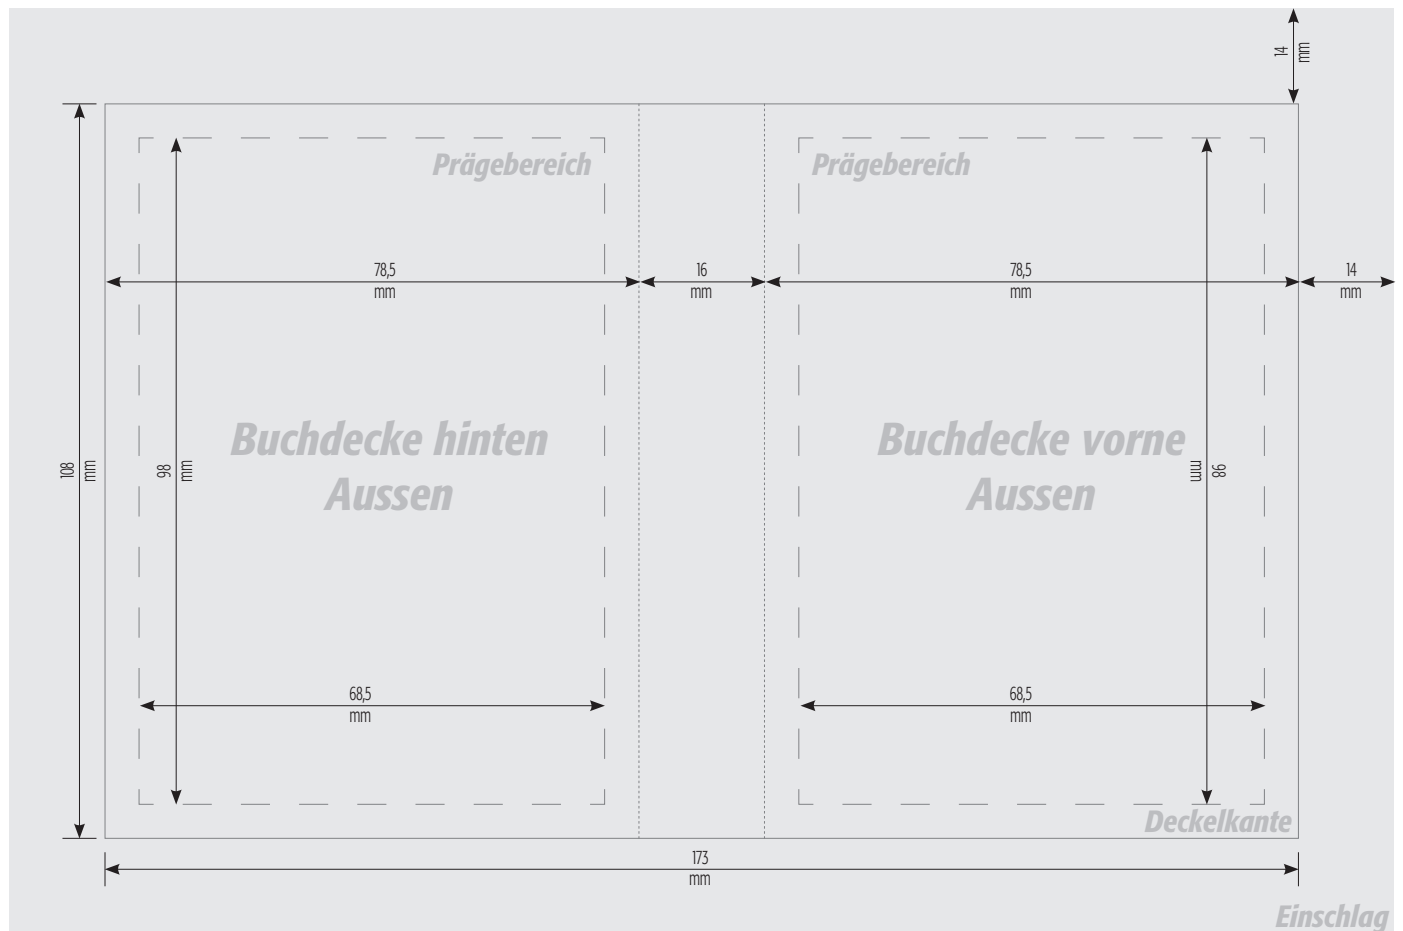 14
mm
Prägebereich
Prägebereich
78,5
mm
16
mm
78,5
mm
14
mm
Buchdecke hinten
Aussen
Buchdecke vorne
Aussen
108
mm
98
mm
98
mm
68,5
mm
68,5
mm
Deckelkante
173
mm
Einschlag